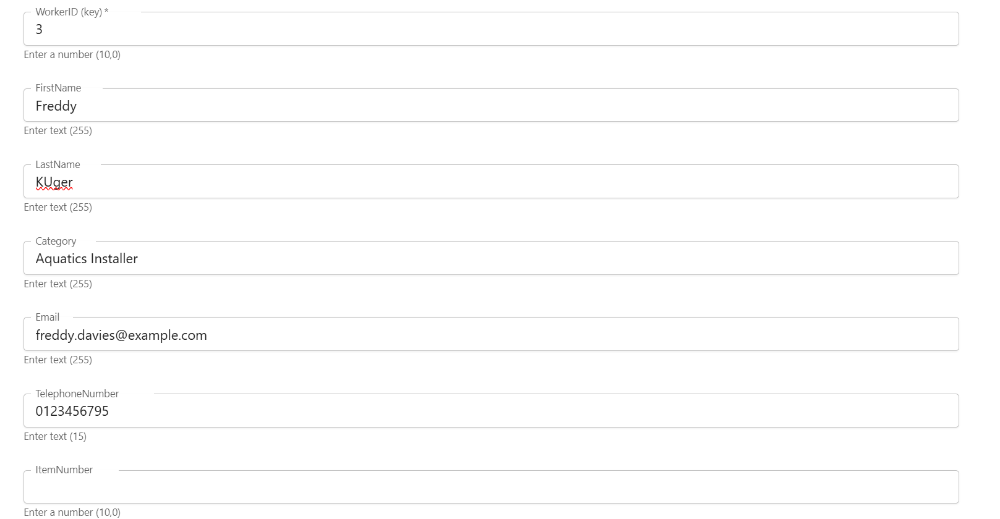 WorkerID (key) *
3
Enter a number (10,0)
FirstName
Freddy
Enter text (255)
LastName
KUger
Enter text (255)
Category
Aquatics Installer
Enter text (255)
Email
freddy.davies@example.com
Enter text (255)
TelephoneNumber
0123456795
Enter text (15)
ItemNumber
Enter a number (10,0)